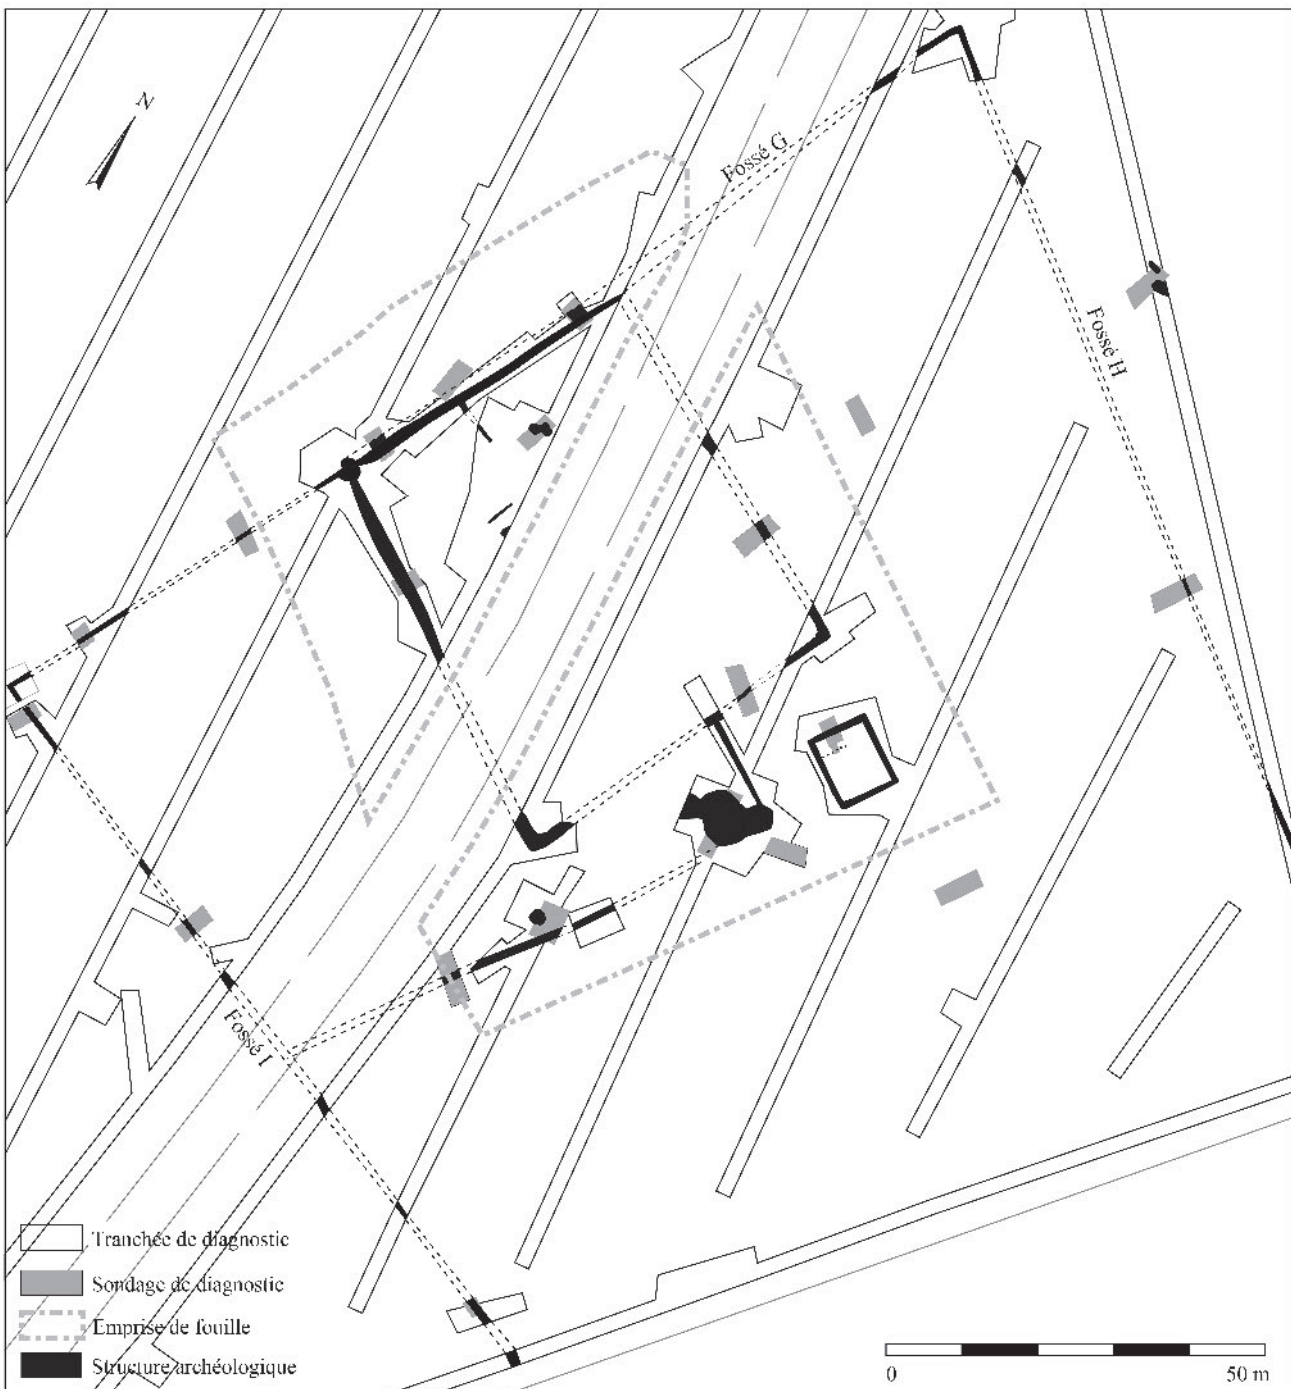 N
Fossé G
Fossé H
Fossé I
Tranchée de diagnostic
Sondage de diagnostic
Emprise de fouille
Structure archéologique
0 50 m